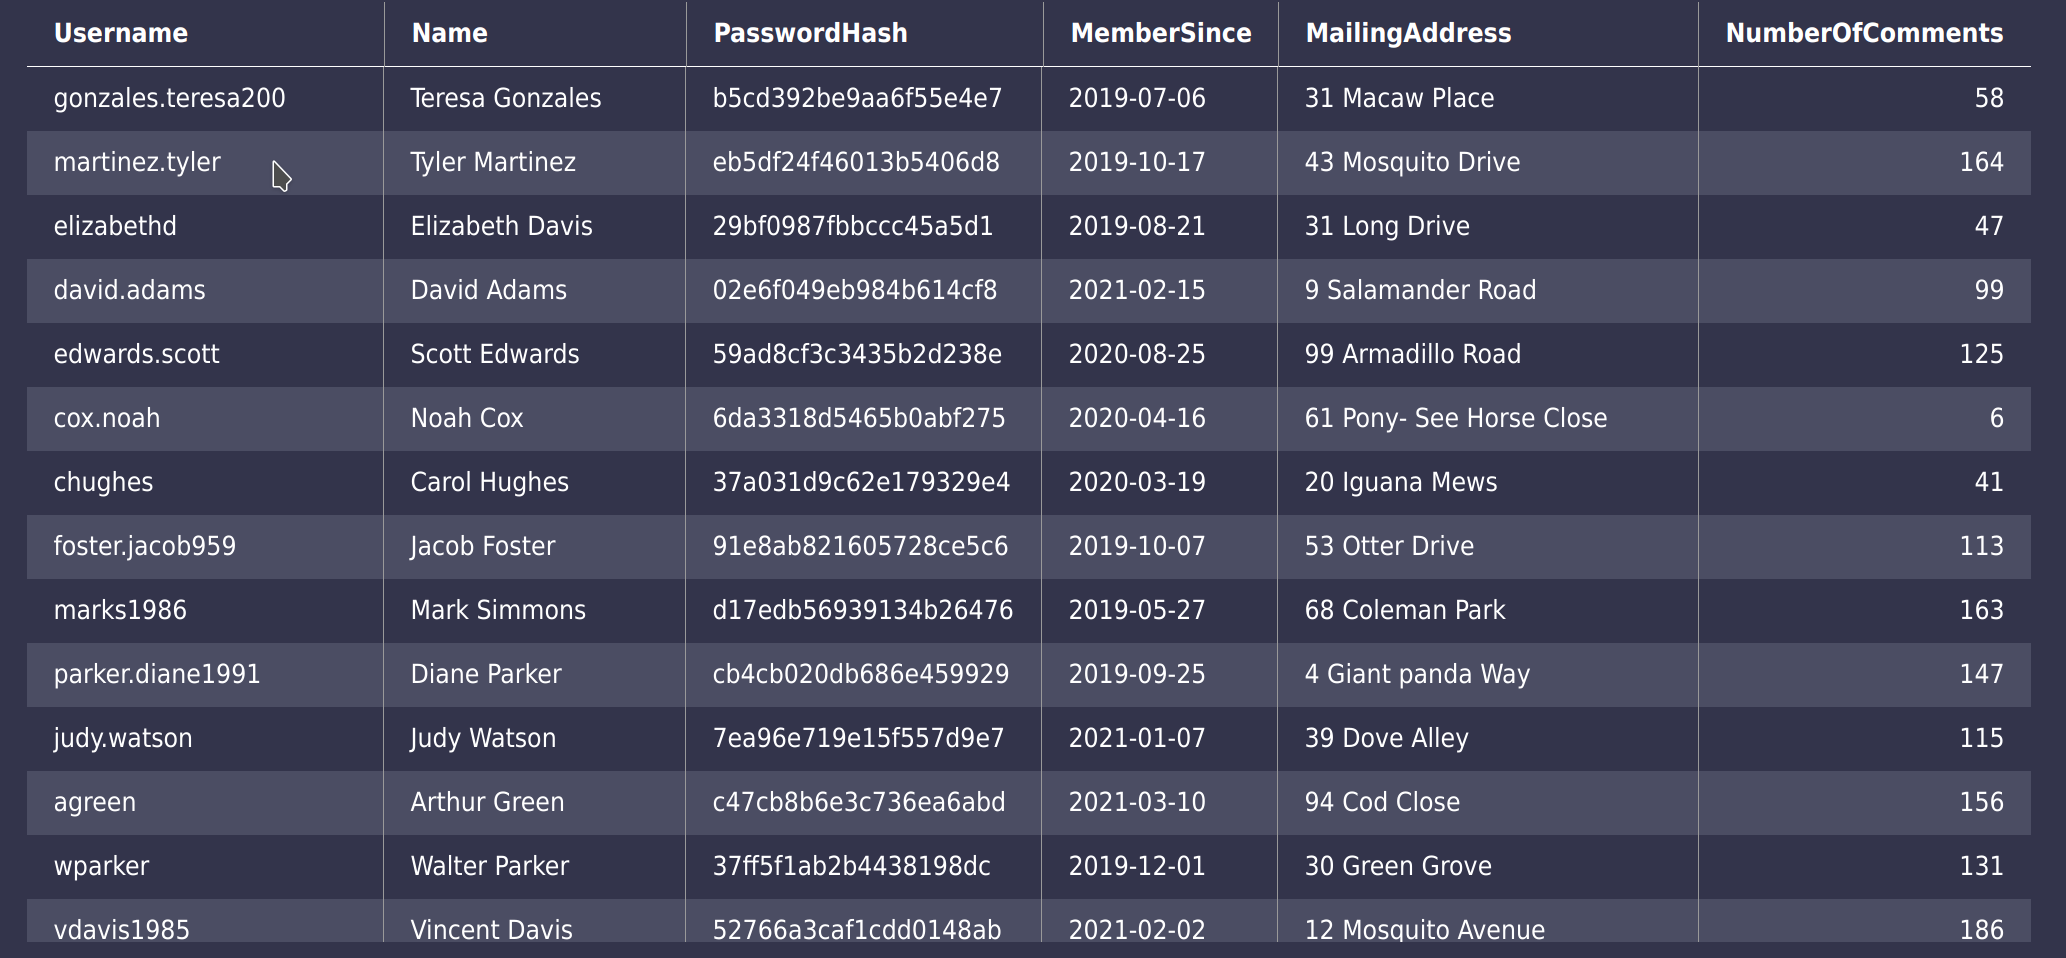 Username Name PasswordHash MemberSince MailingAddress NumberOfComments
gonzales.teresa200 Teresa Gonzales b5cd392be9aa6f55e4e7 2019-07-06 31 Macaw Place 58
martinez.tyler Tyler Martinez eb5df24f46013b5406d8 2019-10-17 43 Mosquito Drive 164
elizabethd Elizabeth Davis 29bf0987fbbccc45a5d1 2019-08-21 31 Long Drive 47
david.adams David Adams 02e6f049eb984b614cf8 2021-02-15 9 Salamander Road 99
edwards.scott Scott Edwards 59ad8cf3c3435b2d238e 2020-08-25 99 Armadillo Road 125
cox.noah Noah Cox 6da3318d5465b0abf275 2020-04-16 61 Pony- See Horse Close 6
chughes Carol Hughes 37a031d9c62e179329e4 2020-03-19 20 Iguana Mews 41
foster.jacob959 Jacob Foster 91e8ab821605728ce5c6 2019-10-07 53 Otter Drive 113
marks1986 Mark Simmons d17edb56939134b26476 2019-05-27 68 Coleman Park 163
parker.diane1991 Diane Parker cb4cb020db686e459929 2019-09-25 4 Giant panda Way 147
judy.watson Judy Watson 7ea96e719e15f557d9e7 2021-01-07 39 Dove Alley 115
agreen Arthur Green c47cb8b6e3c736ea6abd 2021-03-10 94 Cod Close 156
wparker Walter Parker 37ff5f1ab2b4438198dc 2019-12-01 30 Green Grove 131
vdavis1985 Vincent Davis 52766a3caf1cdd0148ab 2021-02-02 12 Mosquito Avenue 186